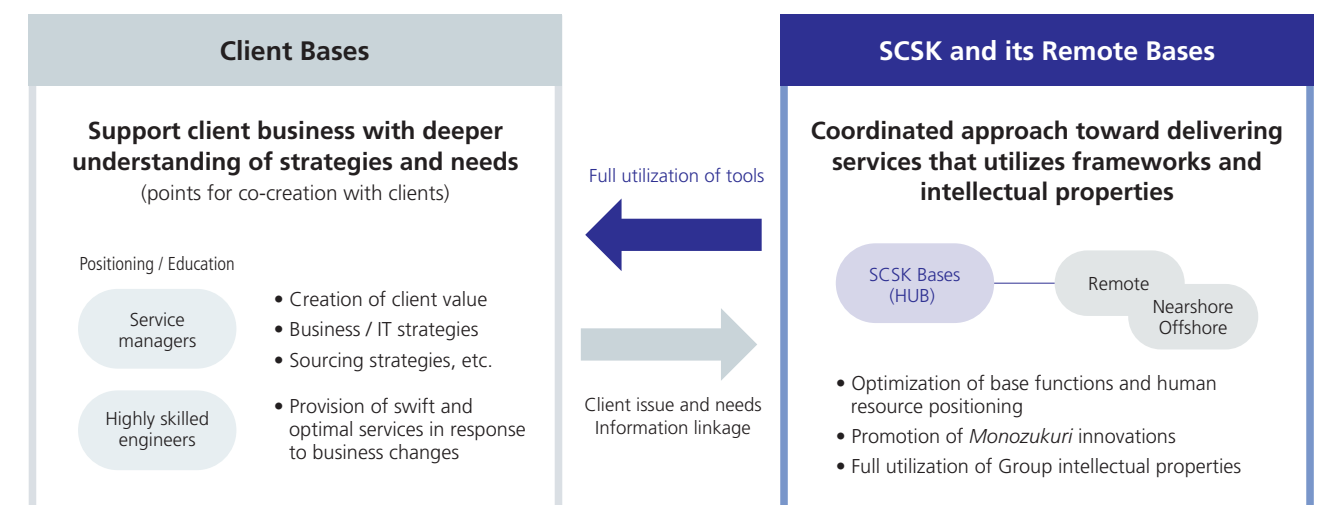 Client Bases
Support client business with deeper
understanding of strategies and needs
(points for co-creation with clients)
Positioning / Education
Service
managers
• Creation of client value
• Business / IT strategies
• Sourcing strategies, etc.
Highly skilled
engineers
• Provision of swift and
optimal services in response
to business changes
Full utilization of tools
Client issue and needs
Information linkage
SCSK and its Remote Bases
Coordinated approach toward delivering
services that utilizes frameworks and
intellectual properties
SCSK Bases
(HUB)
Remote
Nearshore
Offshore
• Optimization of base functions and human
resource positioning
• Promotion of Monozukuri innovations
• Full utilization of Group intellectual properties